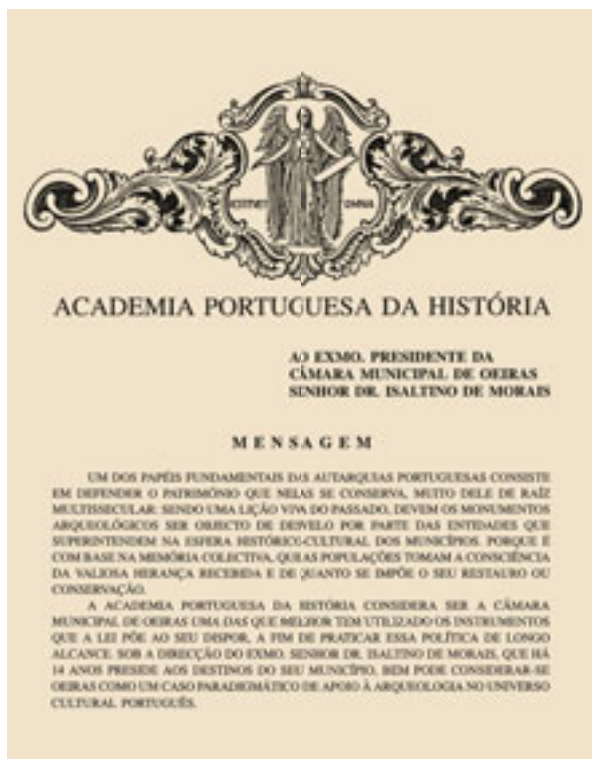 RESTITVET OMNIA
ACADEMIA PORTUGUESA DA HISTÓRIA
AO EXMO. PRESIDENTE DA
CÂMARA MUNICIPAL DE OEIRAS
SENHOR DR. ISALTINO DE MORAIS
MENSAGEM
UM DOS PAPÉIS FUNDAMENTAIS DAS AUTARQUIAS PORTUGUESAS CONSISTE
EM DEFENDER O PATRIMÓNIO QUE NELAS SE CONSERVA, MUITO DELE DE RAÍZ
MULTISSECULAR: SENDO UMA LIÇÃO VIVA DO PASSADO, DEVEM OS MONUMENTOS
ARQUEOLÓGICOS SER OBJECTO DE DESVELO POR PARTE DAS ENTIDADES QUE
SUPERINTENDEM NA ESFERA HISTÓRICO-CULTURAL DOS MUNICÍPIOS. PORQUE É
COM BASE NA MEMÓRIA COLECTIVA, QUE AS POPULAÇÕES TOMAM A CONSCIÊNCIA
DA VALIOSA HERANÇA RECEBIDA E DE QUANTO SE IMPÕE O SEU RESTAURO OU
CONSERVAÇÃO.
A ACADEMIA PORTUGUESA DA HISTÓRIA CONSIDERA SER A CÂMARA
MUNICIPAL DE OEIRAS UMA DAS QUE MELHOR TEM UTILIZADO OS INSTRUMENTOS
QUE A LEI PÕE AO SEU DISPOR, A FIM DE PRATICAR ESSA POLÍTICA DE LONGO
ALCANCE. SOB A DIRECÇÃO DO EXMO. SENHOR DR. ISALTINO DE MORAIS, QUE HÁ
14 ANOS PRESIDE AOS DESTINOS DO SEU MUNICÍPIO, BEM PODE CONSIDERAR-SE
OEIRAS COMO UM CASO PARADIGMÁTICO DE APOIO À ARQUEOLOGIA NO UNIVERSO
CULTURAL PORTUGUÊS.